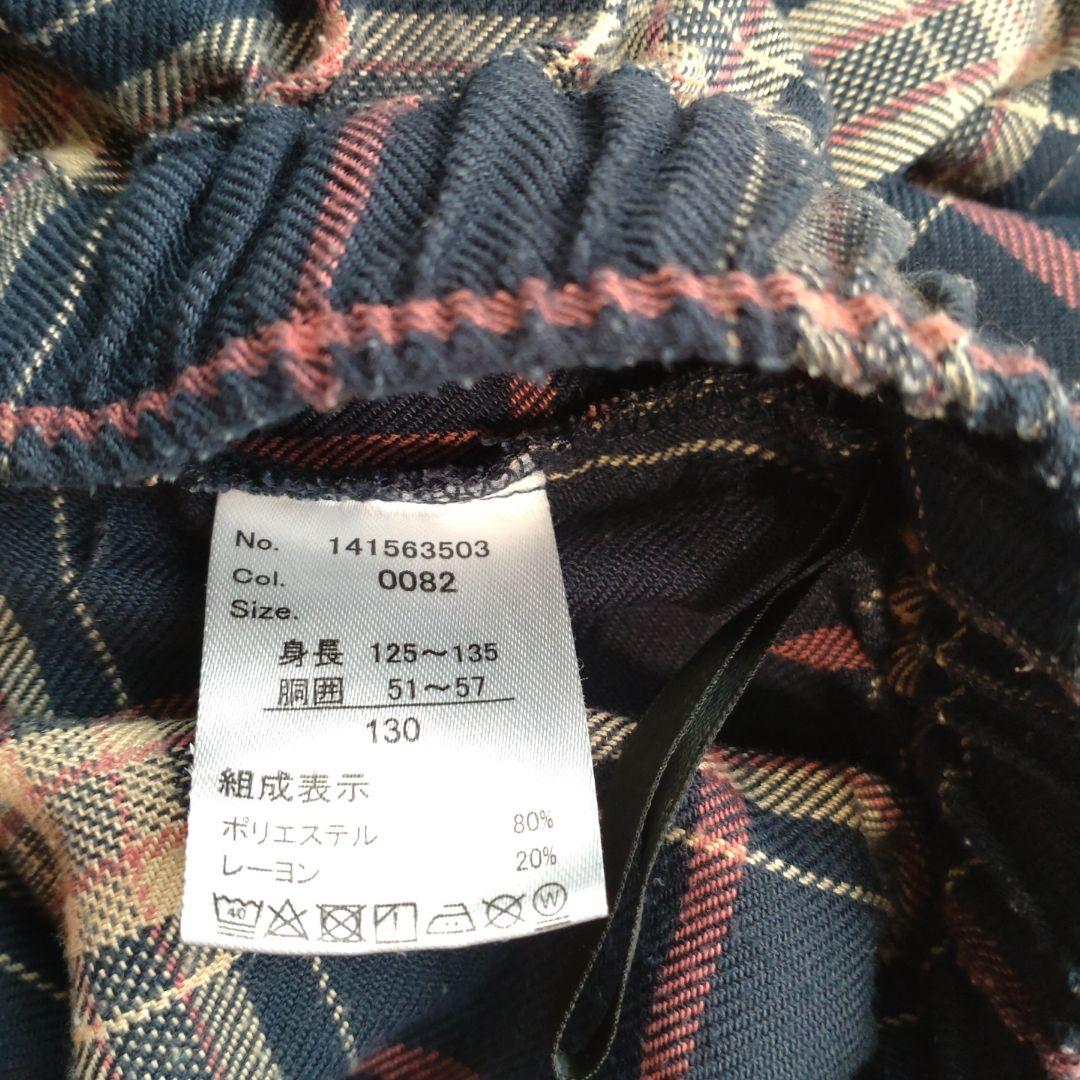 No. 141563503
Col. 0082
Size.
身長 125～135
胴囲 51～57
130
組成表示
ポリエステル 80%
レーヨン 20%
40 W